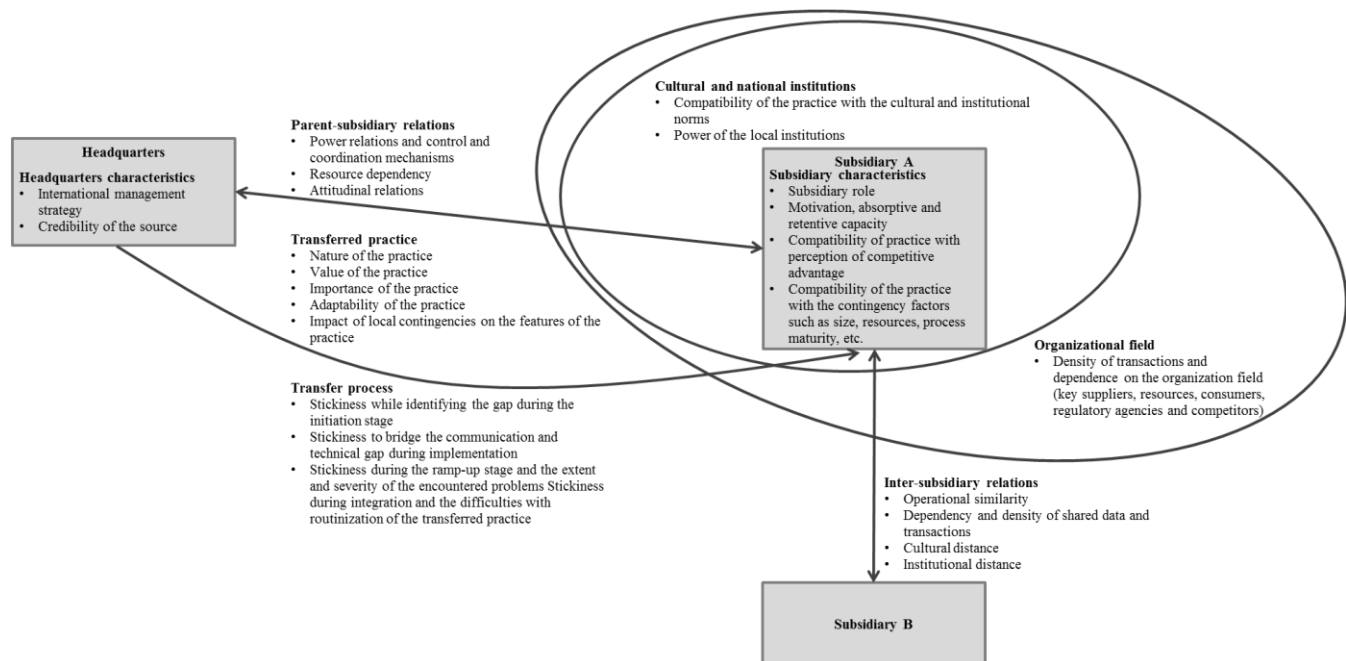 Headquarters
Headquarters characteristics
• International management
strategy
• Credibility of the source
Parent-subsidiary relations
• Power relations and control and
coordination mechanisms
• Resource dependency
• Attitudinal relations
Transferred practice
• Nature of the practice
• Value of the practice
• Importance of the practice
• Adaptability of the practice
• Impact of local contingencies on the features of the
practice
Transfer process
• Stickiness while identifying the gap during the
initiation stage
• Stickiness to bridge the communication and
technical gap during implementation
• Stickiness during the ramp-up stage and the extent
and severity of the encountered problems Stickiness
during integration and the difficulties with
routinization of the transferred practice
Cultural and national institutions
• Compatibility of the practice with the cultural and institutional
norms
• Power of the local institutions
Subsidiary A
Subsidiary characteristics
• Subsidiary role
• Motivation, absorptive and
retentive capacity
• Compatibility of practice with
perception of competitive
advantage
• Compatibility of the practice
with the contingency factors
such as size, resources, process
maturity, etc.
Organizational field
• Density of transactions and
dependence on the organization field
(key suppliers, resources, consumers,
regulatory agencies and competitors)
Inter-subsidiary relations
• Operational similarity
• Dependency and density of shared data and
transactions
• Cultural distance
• Institutional distance
Subsidiary B